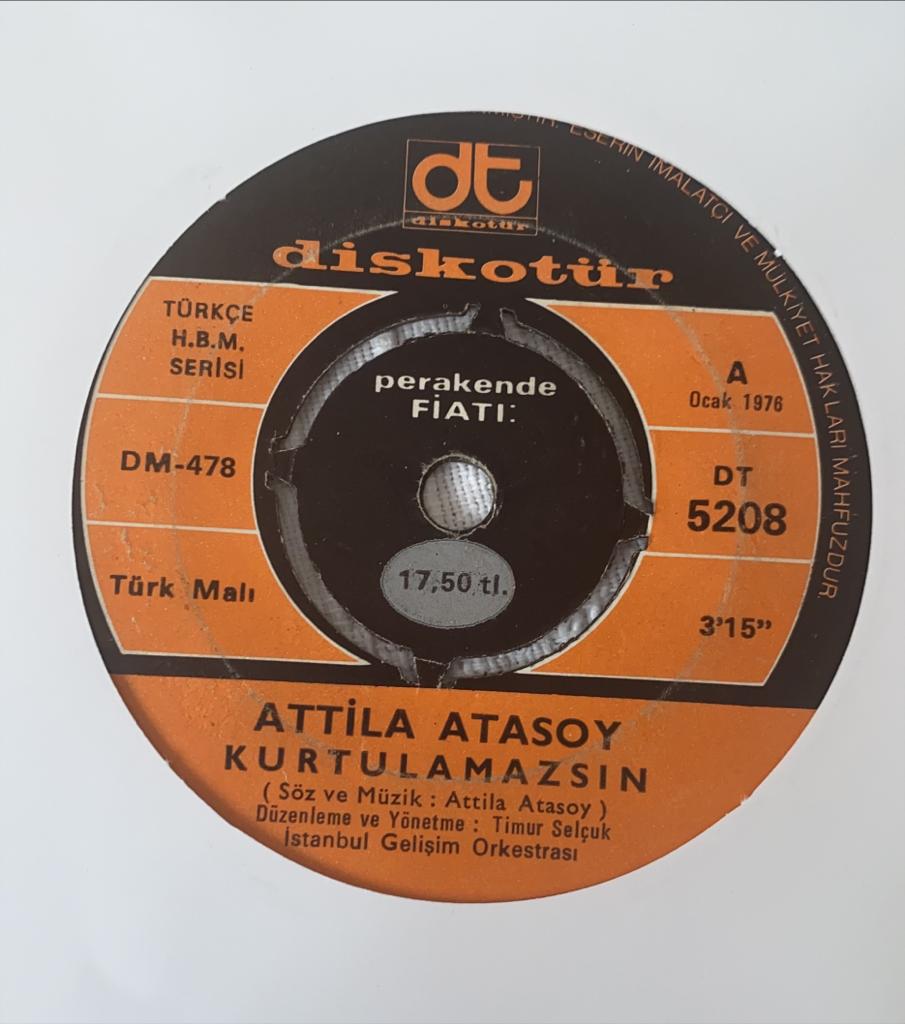 dt
diskotür
diskotür
TÜRKÇE
H.B.M.
SERİSİ
DM-478
Türk Malı
perakende
FİATI:
17,50 tl.
A
Ocak 1976
DT
5208
3'15"
ATTİLA ATASOY
KURTULAMAZSIN
( Söz ve Müzik : Attila Atasoy )
Düzenleme ve Yönetme : Timur Selçuk
İstanbul Gelişim Orkestrası
ESERİN İMALATÇI VE MÜLKİYET HAKLARI MAHFUZDUR.